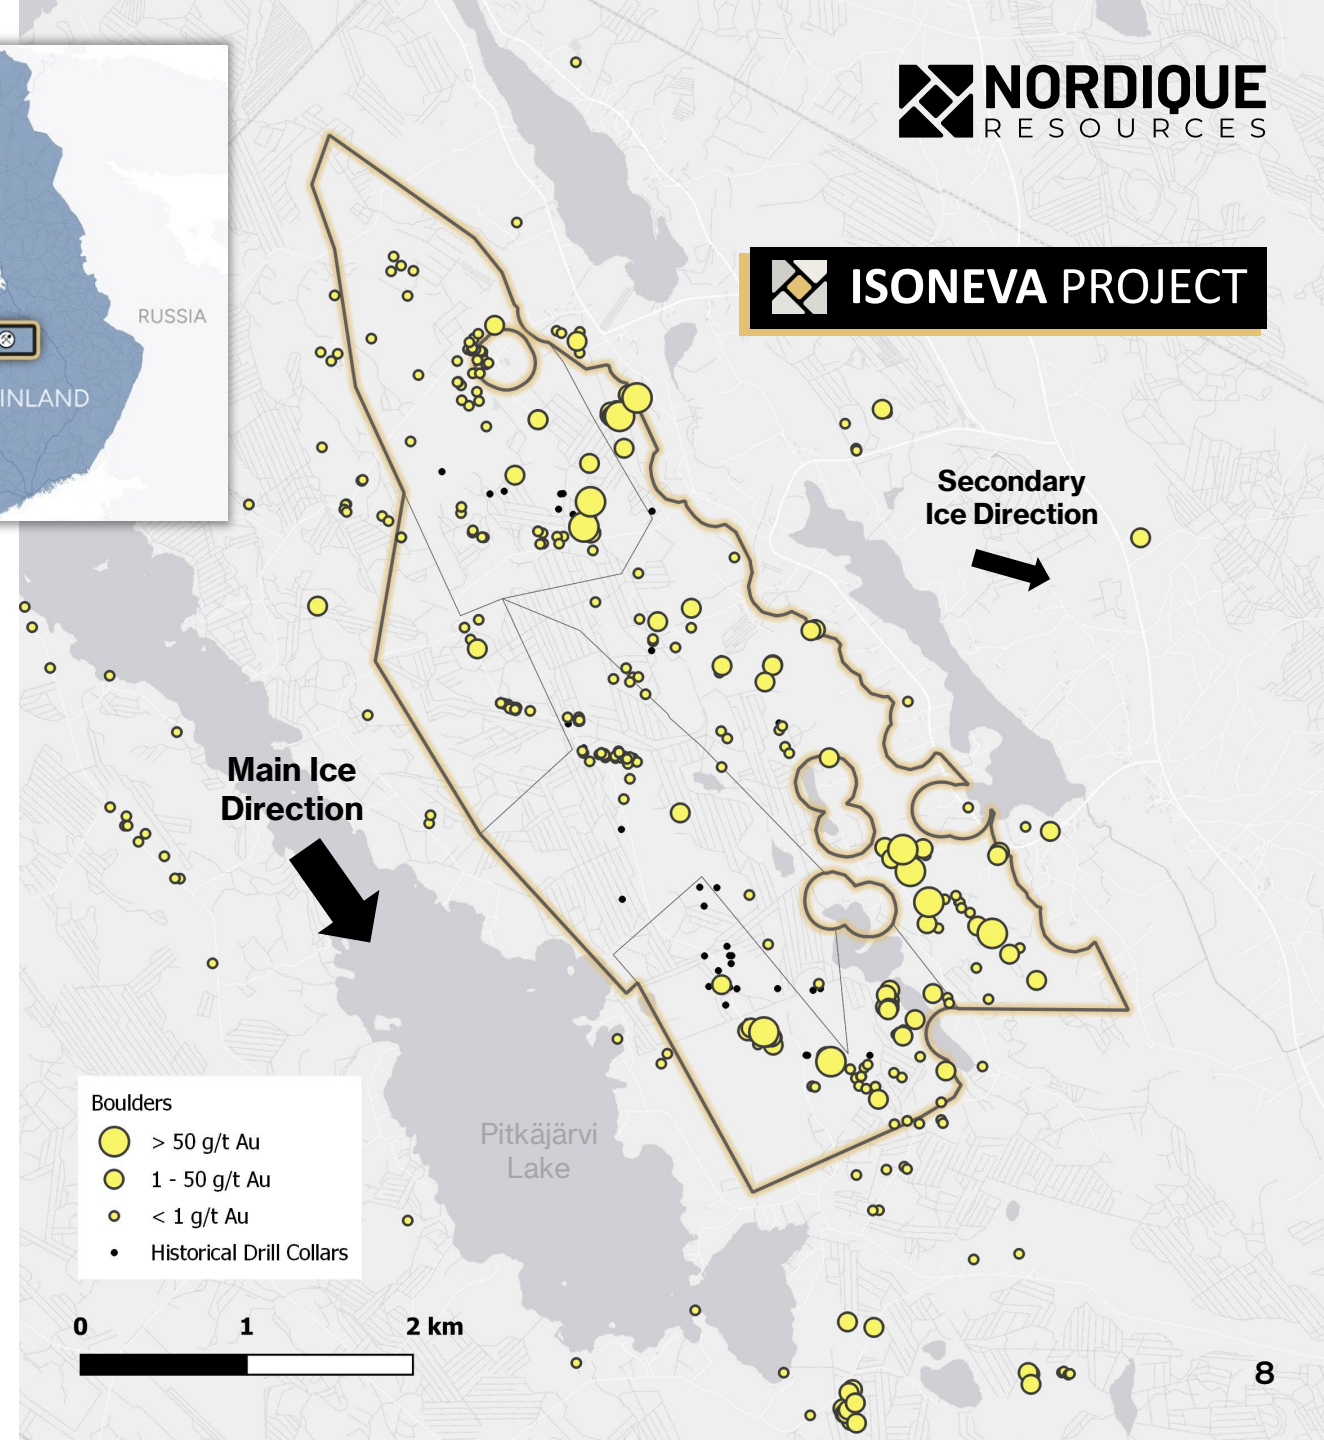 NORDIQUE
RESOURCES
RUSSIA
ISONEVA PROJECT
INLAND
Secondary
Ice Direction
Main Ice
Direction
Pitkäjärvi
Lake
Boulders
> 50 g/t Au
1 - 50 g/t Au
< 1 g/t Au
Historical Drill Collars
0 1 2 km
8